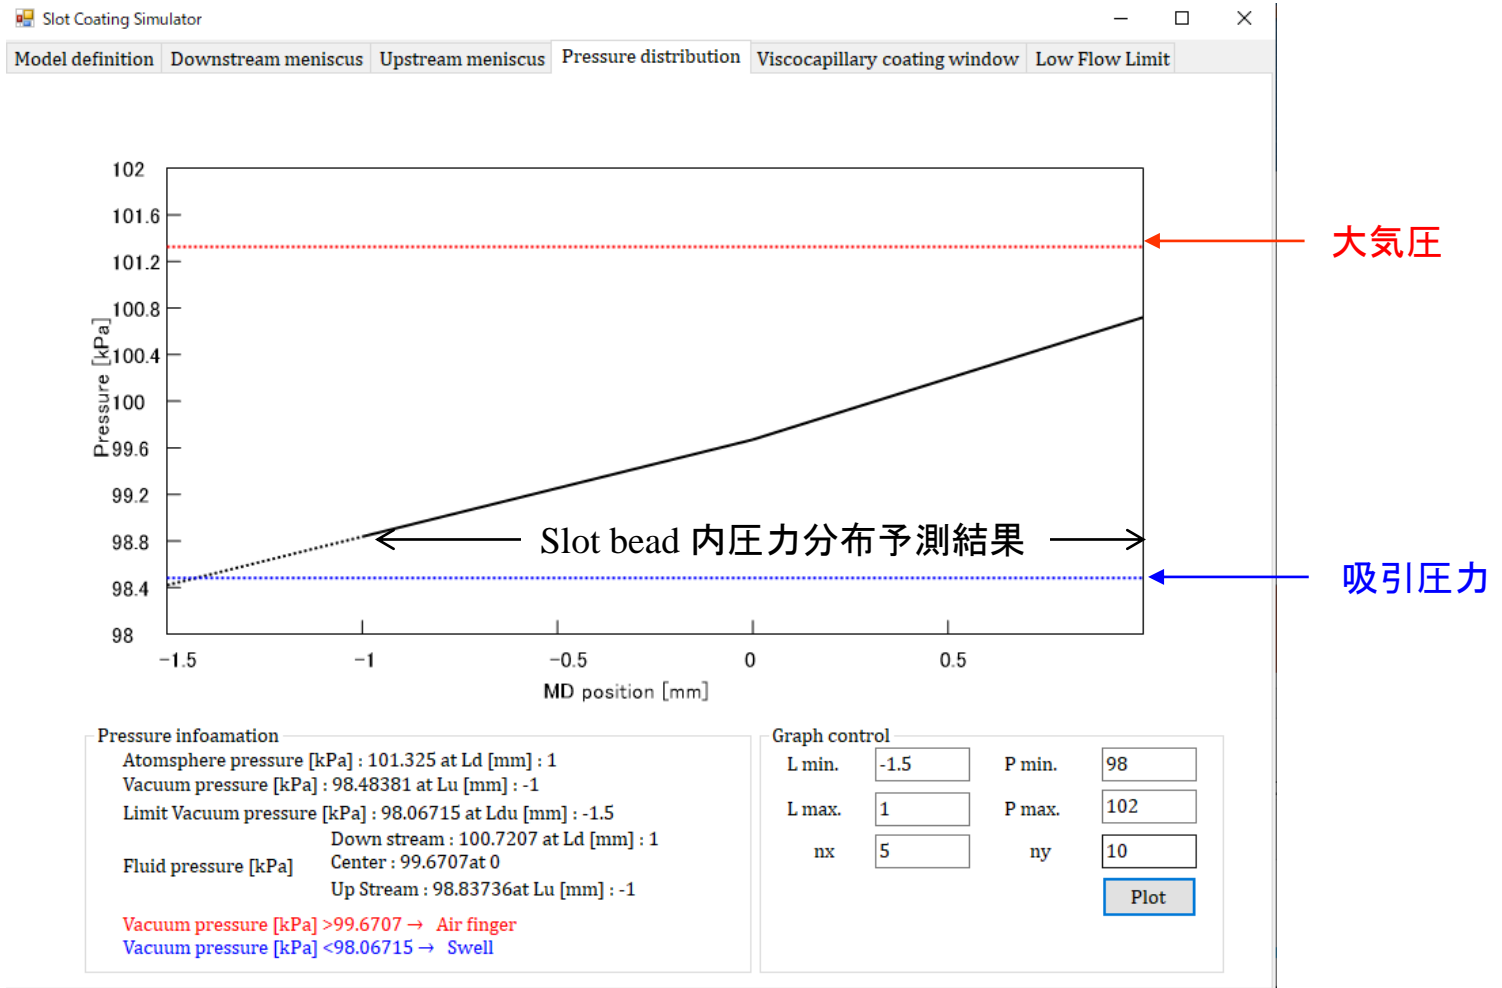 Slot Coating Simulator
Model definition Downstream meniscus Upstream meniscus Pressure distribution Viscocapillary coating window Low Flow Limit
102
101.6
101.2
100.8
100.4
100
99.6
99.2
98.8
98.4
98
Pressure [kPa]
大気圧
Slot bead 内圧力分布予測結果
吸引圧力
-1.5 -1 -0.5 0 0.5
MD position [mm]
Pressure infoamation
Atomsphere pressure [kPa] : 101.325 at Ld [mm] : 1
Vacuum pressure [kPa] : 98.48381 at Lu [mm] : -1
Limit Vacuum pressure [kPa] : 98.06715 at Ldu [mm] : -1.5
Fluid pressure [kPa]
Down stream : 100.7207 at Ld [mm] : 1
Center : 99.6707at 0
Up Stream : 98.83736at Lu [mm] : -1
Vacuum pressure [kPa] >99.6707 → Air finger
Vacuum pressure [kPa] <98.06715 → Swell
Graph control
L min. -1.5 P min. 98
L max. 1 P max. 102
nx 5 ny 10
Plot